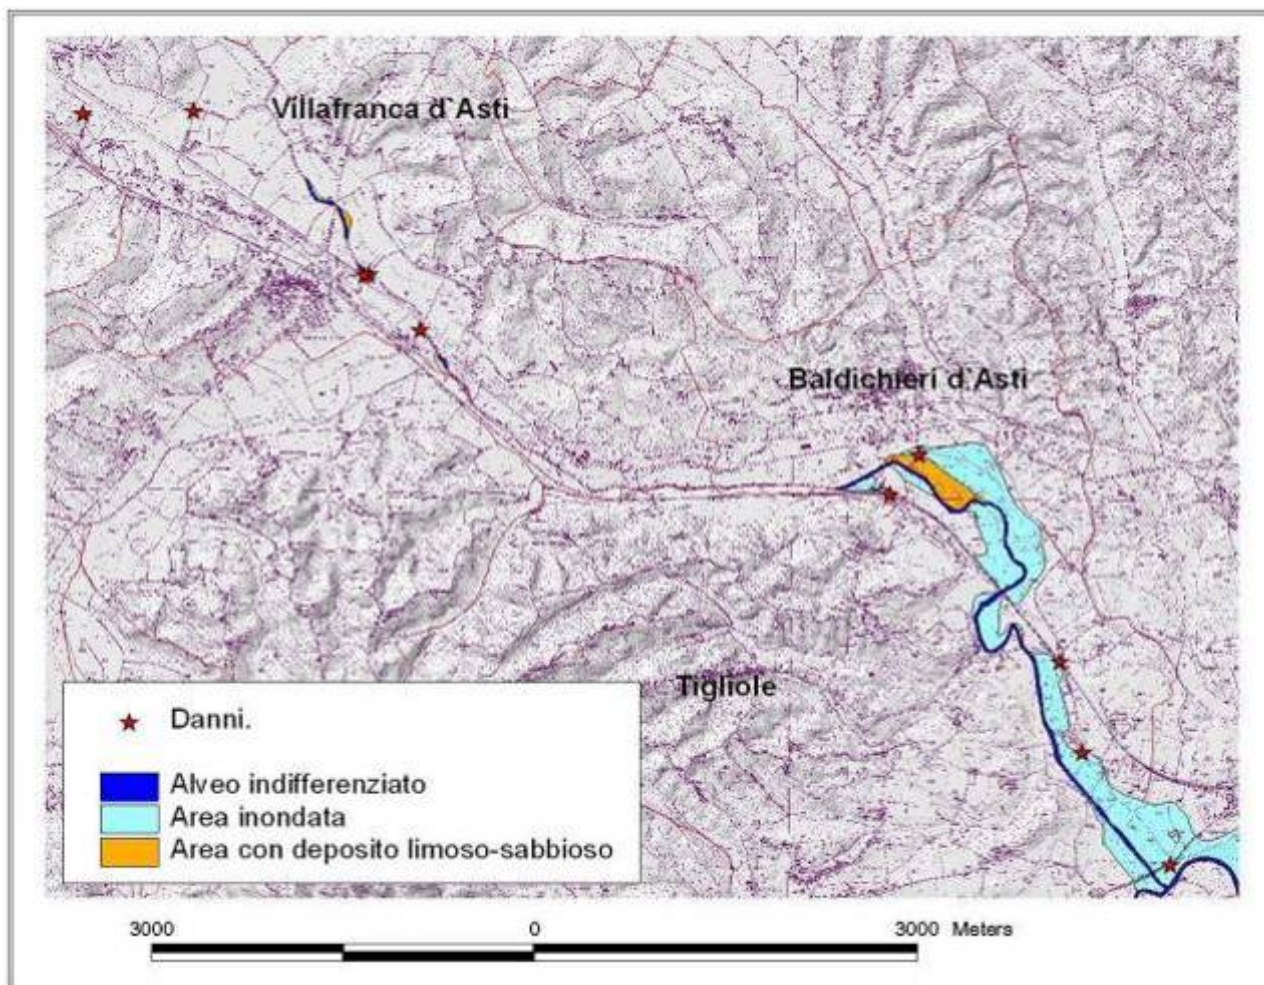 Villafranca d`Asti
Baldichieri d`Asti
Tigliole
Danni.
Alveo indifferenziato
Area inondata
Area con deposito limoso-sabbioso
3000 0 3000 Meters